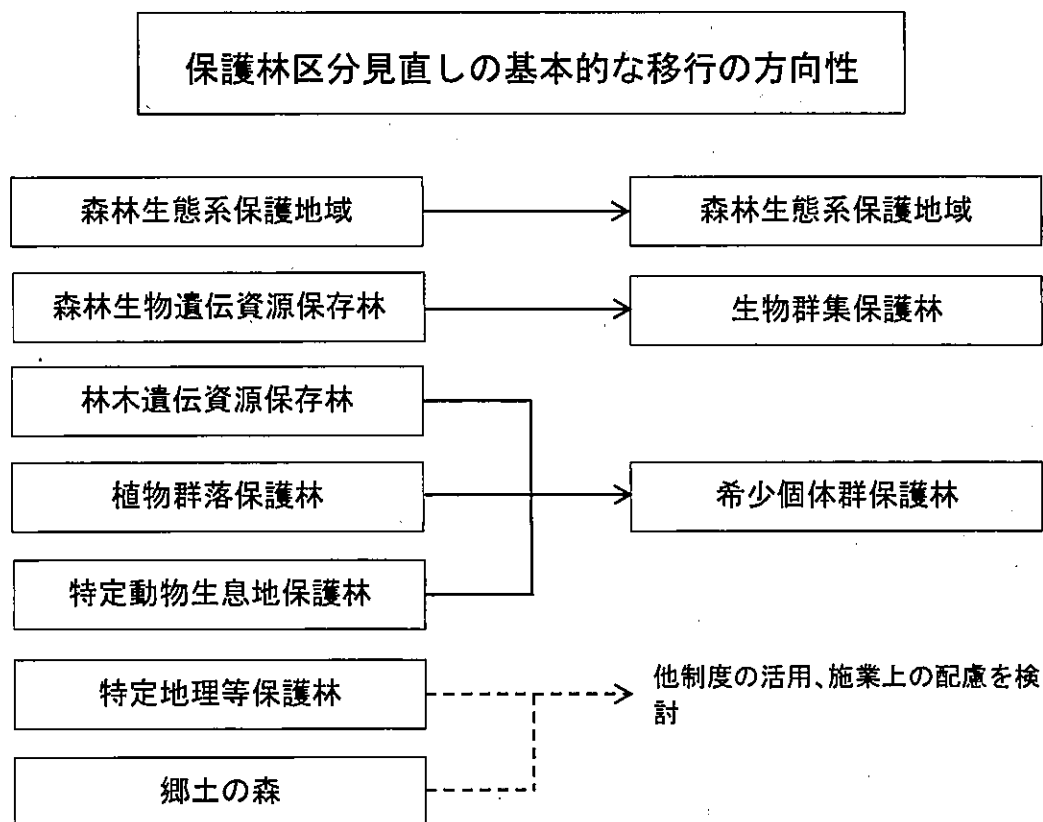 保護林区分見直しの基本的な移行の方向性
森林生態系保護地域
森林生態系保護地域
森林生物遺伝資源保存林
生物群集保護林
林木遺伝資源保存林
植物群落保護林
希少個体群保護林
特定動物生息地保護林
特定地理等保護林
他制度の活用、施業上の配慮を検
討
郷土の森